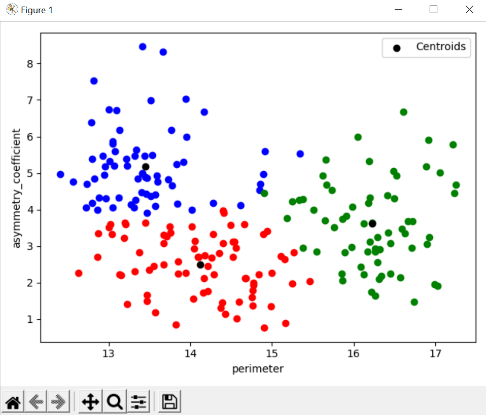 Figure 1
Centroids
asymmetry_coefficient
8
7
6
5
4
3
2
1
13 14 15 16 17
perimeter